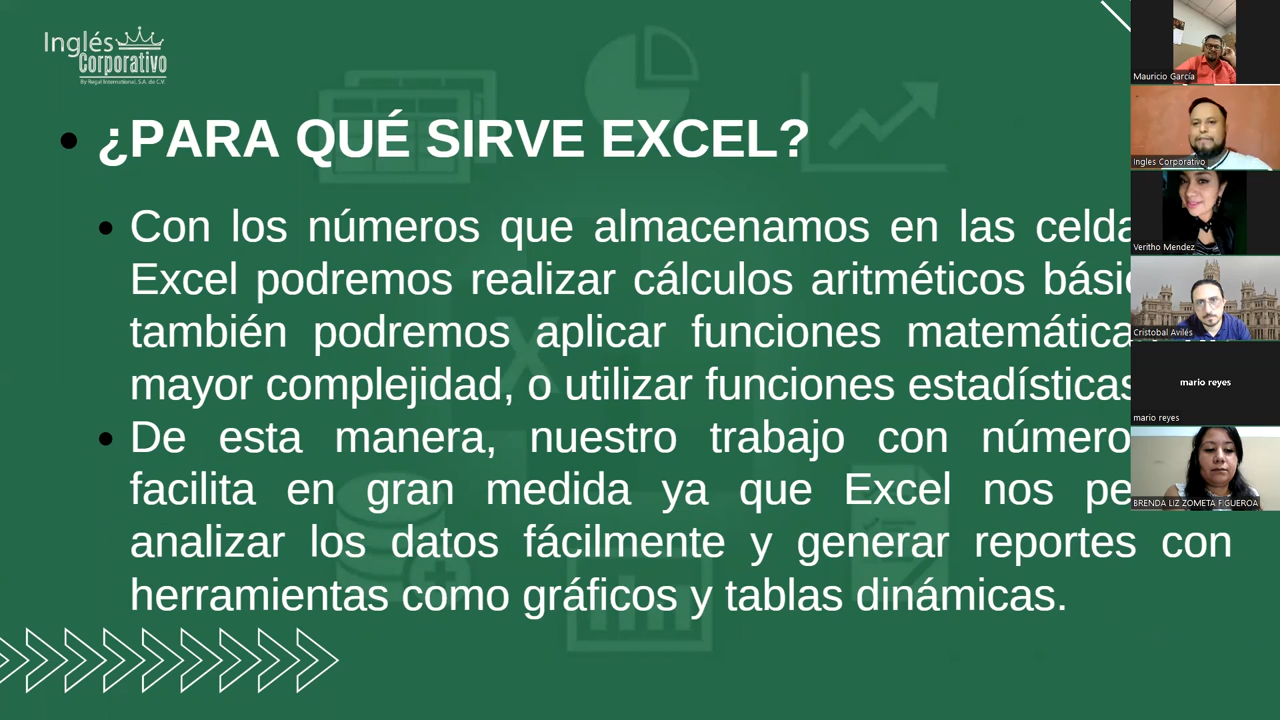 Inglés
Corporativo
By Regal International, S.A. de C.V.
¿PARA QUÉ SIRVE EXCEL?
Con los números que almacenamos en las celda
Excel podremos realizar cálculos aritméticos básic
también podremos aplicar funciones matemática
mayor complejidad, o utilizar funciones estadísticas
De esta manera, nuestro trabajo con número
facilita en gran medida ya que Excel nos pe
analizar los datos fácilmente y generar reportes con
herramientas como gráficos y tablas dinámicas.
Mauricio García
Ingles Corporativo
Veritho Mendez
Cristobal Avilés
mario reyes
mario reyes
BRENDA LIZ ZOMETA FIGUEROA